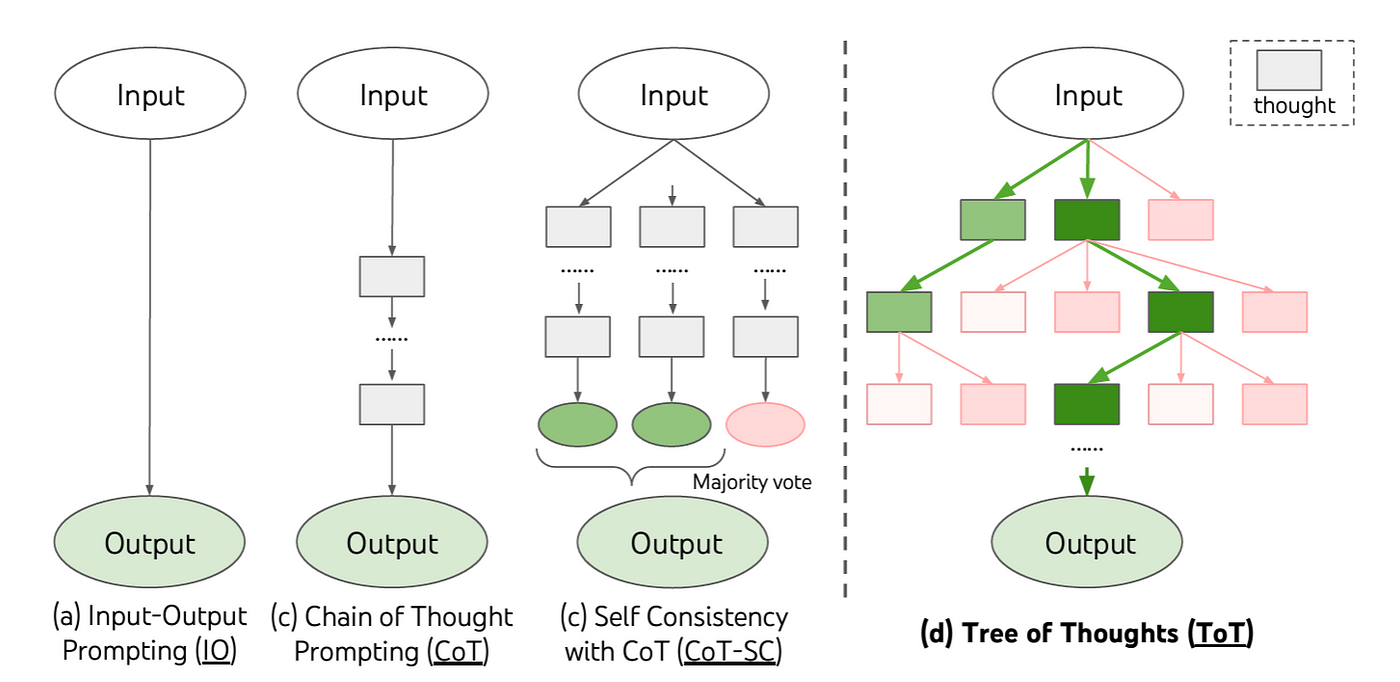 Input
Output
(a) Input-Output
Prompting (IO)
Input
......
Output
(c) Chain of Thought
Prompting (CoT)
Input
......
......
......
Majority vote
Output
(c) Self Consistency
with CoT (CoT-SC)
Input
thought
......
Output
(d) Tree of Thoughts (ToT)